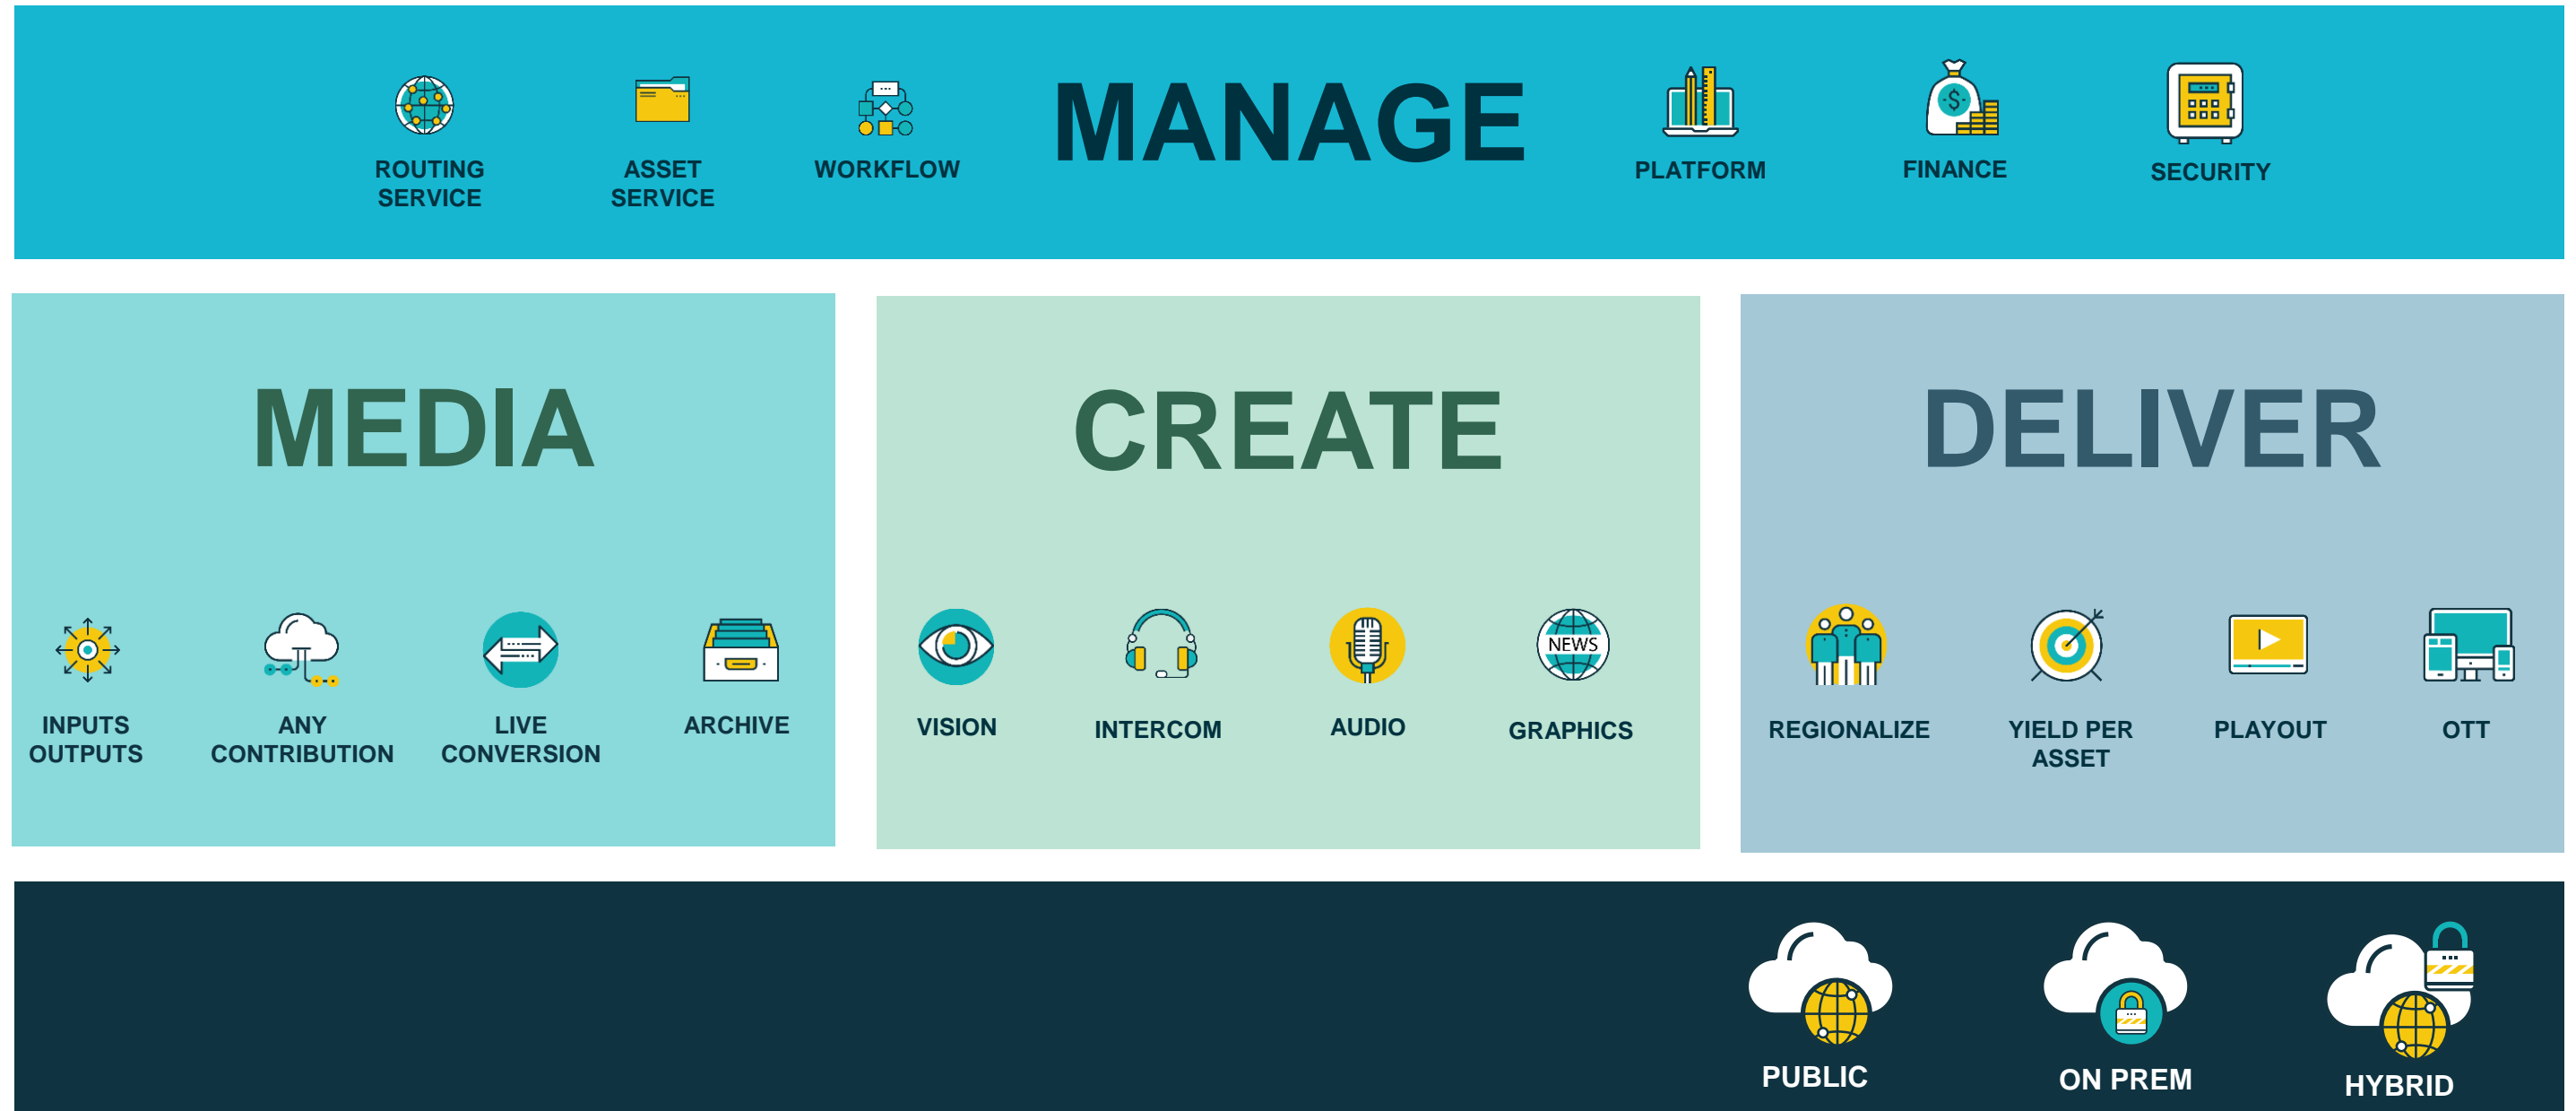 MANAGE
ROUTING
SERVICE
ASSET
SERVICE
WORKFLOW
PLATFORM
FINANCE
SECURITY
MEDIA
INPUTS
OUTPUTS
ANY
CONTRIBUTION
LIVE
CONVERSION
ARCHIVE
CREATE
VISION
INTERCOM
AUDIO
NEWS
GRAPHICS
DELIVER
REGIONALIZE
YIELD PER
ASSET
PLAYOUT
OTT
PUBLIC
ON PREM
HYBRID